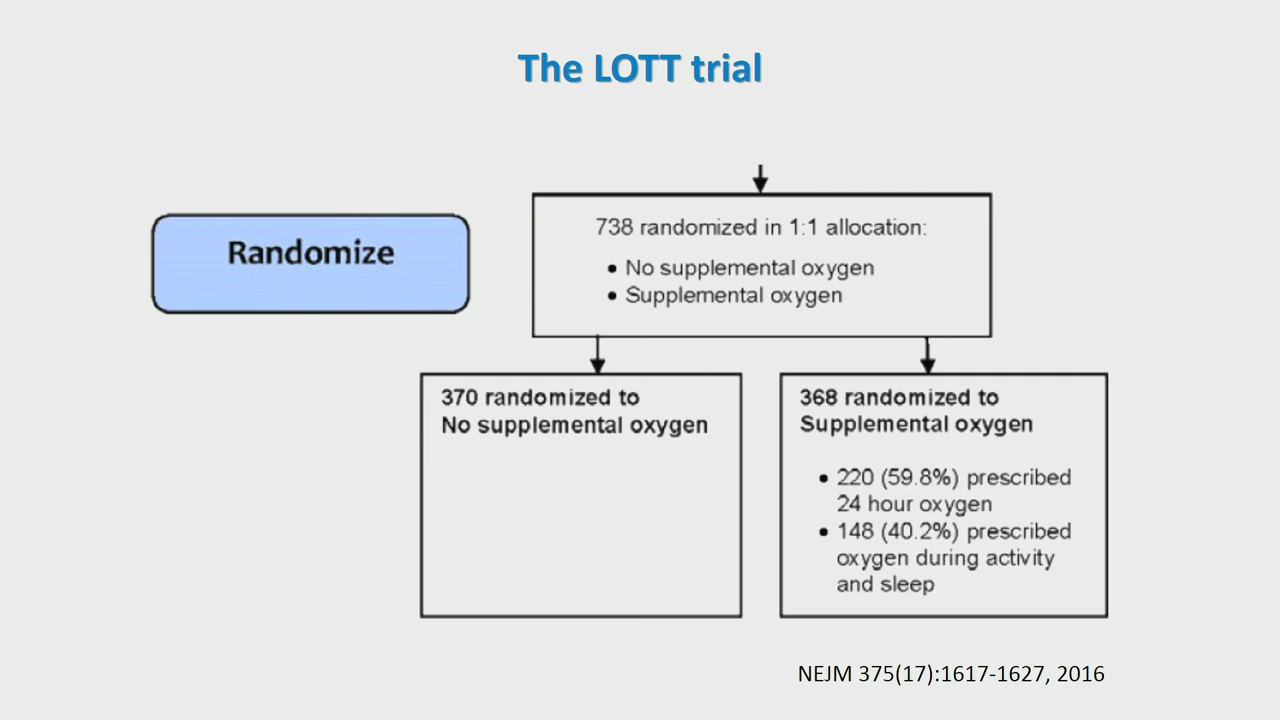 The LOTT trial
Randomize
738 randomized in 1:1 allocation:
• No supplemental oxygen
• Supplemental oxygen
370 randomized to
No supplemental oxygen
368 randomized to
Supplemental oxygen
• 220 (59.8%) prescribed
24 hour oxygen
• 148 (40.2%) prescribed
oxygen during activity
and sleep
NEJM 375(17):1617-1627, 2016